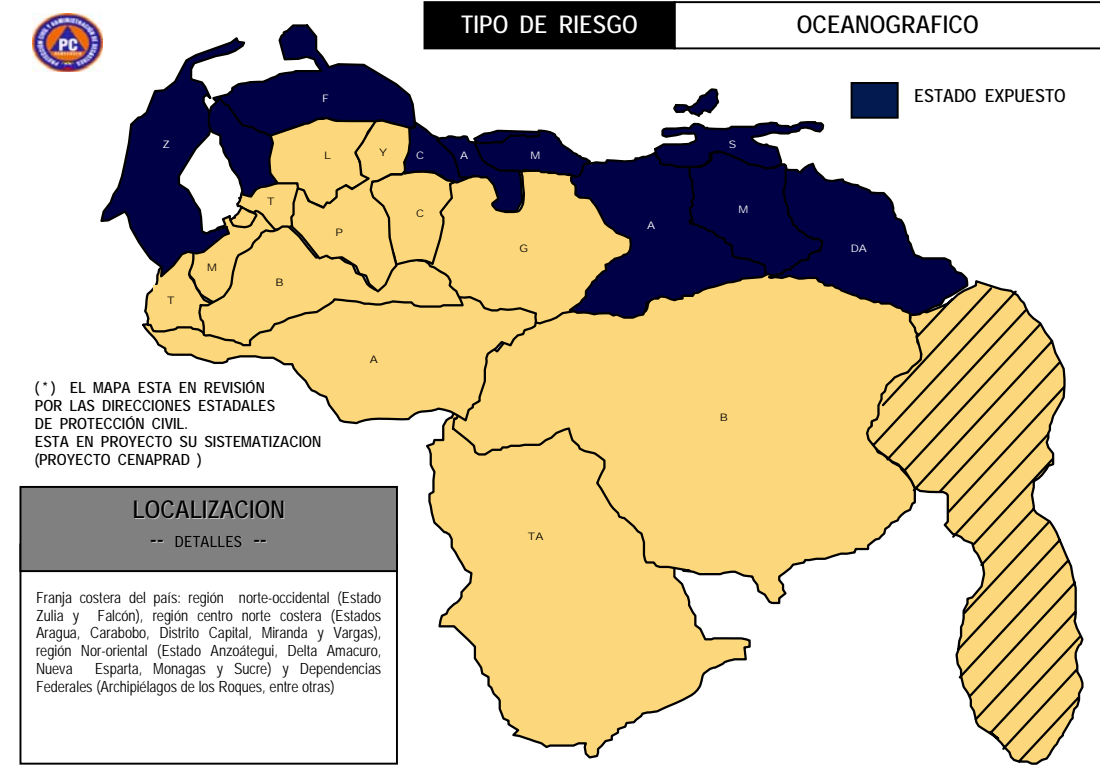 TIPO DE RIESGO
OCEANOGRAFICO
PC
ESTADO EXPUESTO
F
Z
L
Y
C
A
M
S
T
P
C
G
A
M
DA
M
B
T
A
B
TA
(*) EL MAPA ESTA EN REVISIÓN
POR LAS DIRECCIONES ESTADALES
DE PROTECCIÓN CIVIL.
ESTA EN PROYECTO SU SISTEMATIZACION
(PROYECTO CENAPRAD )
LOCALIZACION
-- DETALLES --
Franja costera del país: región norte-occidental (Estado
Zulia y Falcón), región centro norte costera (Estados
Aragua, Carabobo, Distrito Capital, Miranda y Vargas),
región Nor-oriental (Estado Anzoátegui, Delta Amacuro,
Nueva Esparta, Monagas y Sucre) y Dependencias
Federales (Archipiélagos de los Roques, entre otras)